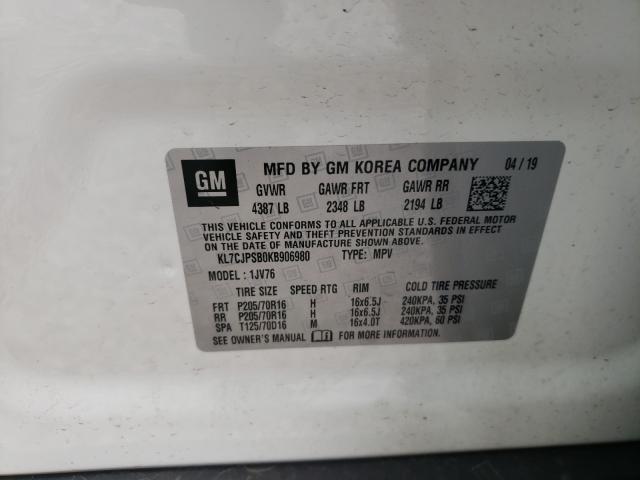 GM
MFD BY GM KOREA COMPANY 04/19
GVWR GAWR FRT GAWR RR
4387 LB 2348 LB 2194 LB
THIS VEHICLE CONFORMS TO ALL APPLICABLE U.S. FEDERAL MOTOR
VEHICLE SAFETY, BUMPER, AND THEFT PREVENTION STANDARDS IN
EFFECT ON THE DATE OF MANUFACTURE SHOWN ABOVE.
KL7CJPSB0KB906980 TYPE: MPV
MODEL : 1JV76
TIRE SIZE SPEED RTG RIM COLD TIRE PRESSURE
FRT P205/70R16 H 16x6.5J 240KPA, 35 PSI
RR P205/70R16 H 16x6.5J 240KPA, 35 PSI
SPA T125/70D16 M 16x4.0T 420KPA, 60 PSI
SEE OWNER'S MANUAL FOR MORE INFORMATION.